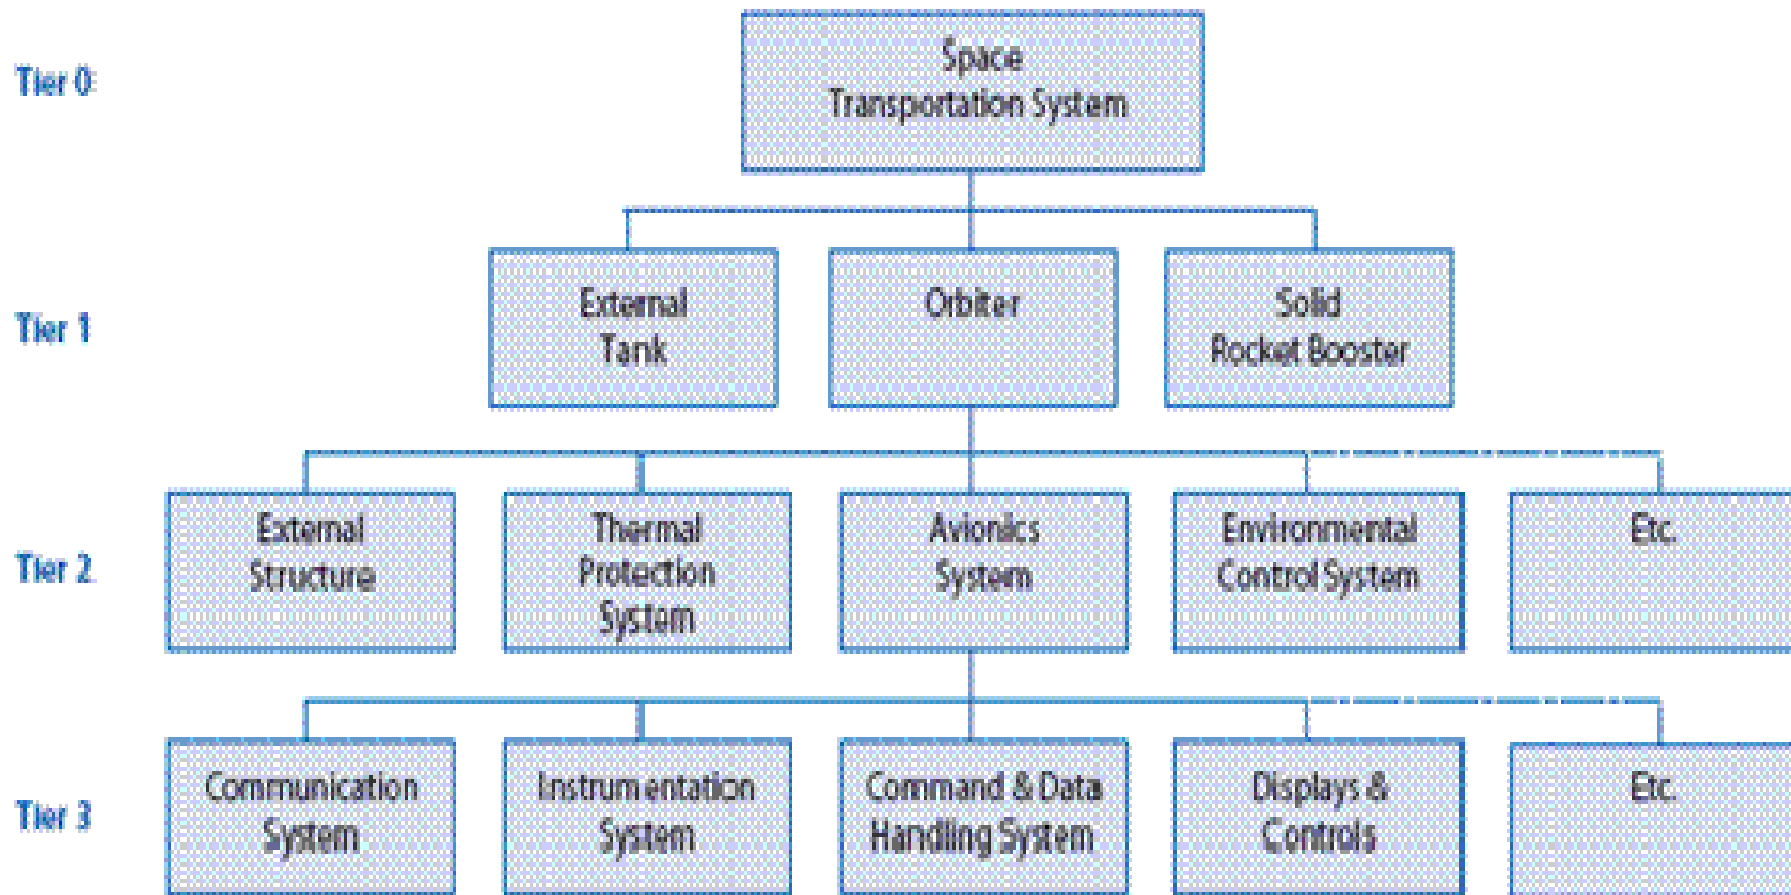 Tier 0
Space
Transportation System
Tier 1
External
Tank
Orbiter
Solid
Rocket Booster
Tier 2
External
Structure
Thermal
Protection
System
Avionics
System
Environmental
Control System
Etc.
Tier 3
Communication
System
Instrumentation
System
Command & Data
Handling System
Displays &
Controls
Etc.